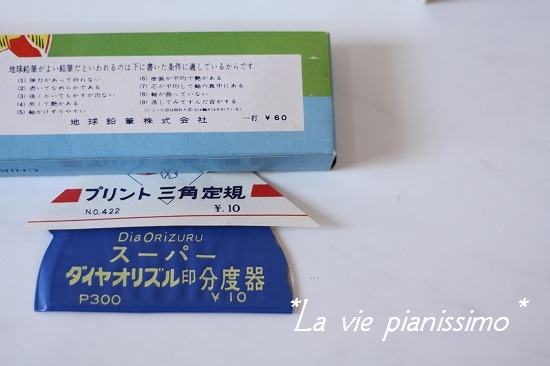 地球鉛筆がよい鉛筆だといわれるのは下に書いた条件に適しているからです
(1) 弾力があって折れない
(2) 書いてなめらかである
(3) 強くかいてもかすが出ない
(4) 黒くて艶がある
(5) 軸がけずりやすい
(6) 塗装が平均で艶がある
(7) 芯が平均して軸の真中にある
(8) 軸が曲っていない
(9) 落してみてすんだ音がする
地球鉛筆株式会社
一打 ¥60
プリント 三角定規
NO.422 ¥.10
Dia ORIZURU
スーパー
ダイヤオリズル印分度器
P300 ¥10
*La vie pianissimo*